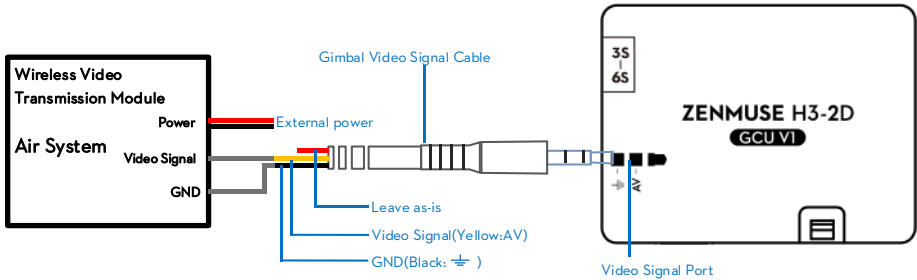 Wireless Video
Transmission Module
Air System
Power
Video Signal
GND
External power
Gimbal Video Signal Cable
Leave as-is
Video Signal(Yellow:AV)
GND(Black: ⏚ )
3S
|
6S
ZENMUSE H3-2D
GCU V1
⏚ AV
Video Signal Port